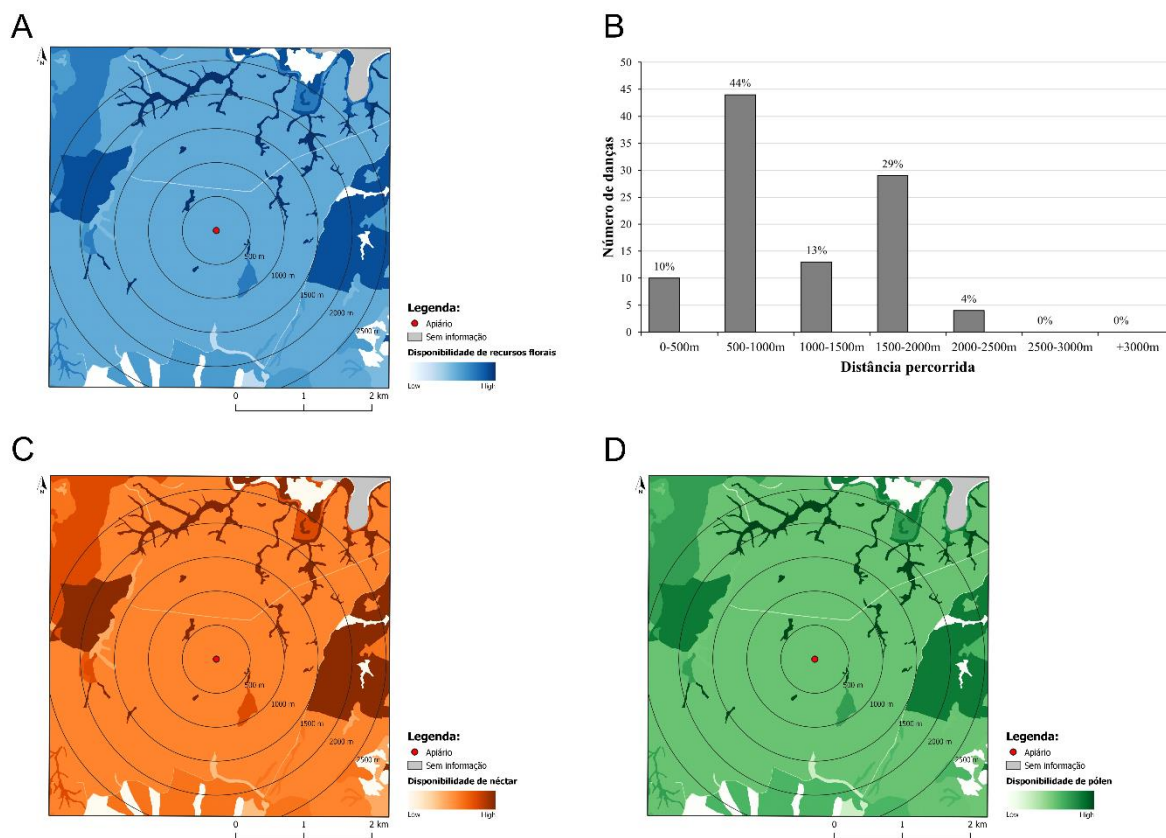 A
N
500 m
1000 m
1500 m
2000 m
2500 m
Legenda:
Apiário
Sem informação
Disponibilidade de recursos florais
Low
High
0 1 2 km
B
Número de danças
50
45
40
35
30
25
20
15
10
5
0
10%
44%
13%
29%
4%
0%
0%
0-500m 500-1000m 1000-1500m 1500-2000m 2000-2500m 2500-3000m +3000m
Distância percorrida
C
N
500 m
1000 m
1500 m
2000 m
2500 m
Legenda:
Apiário
Sem informação
Disponibilidade de néctar
Low
High
0 1 2 km
D
N
500 m
1000 m
1500 m
2000 m
2500 m
Legenda:
Apiário
Sem informação
Disponibilidade de pólen
Low
High
0 1 2 km